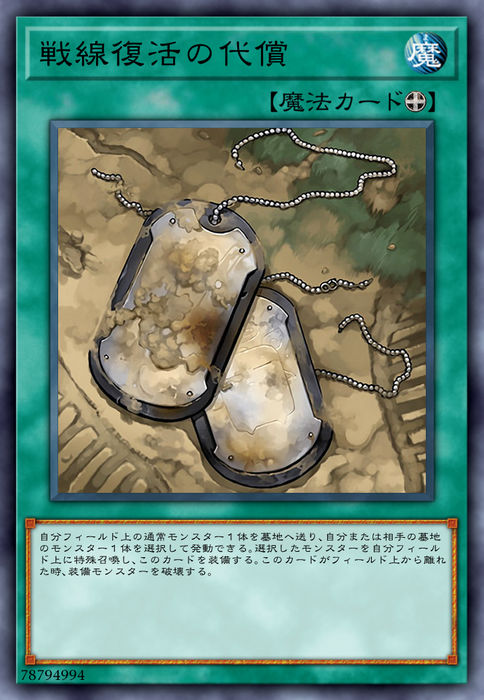 戦線復活の代償
魔
【魔法カード】
自分フィールド上の通常モンスター１体を墓地へ送り、自分または相手の墓地
のモンスター１体を選択して発動できる。選択したモンスターを自分フィール
ド上に特殊召喚し、このカードを装備する。このカードがフィールド上から離れ
た時、装備モンスターを破壊する。
78794994